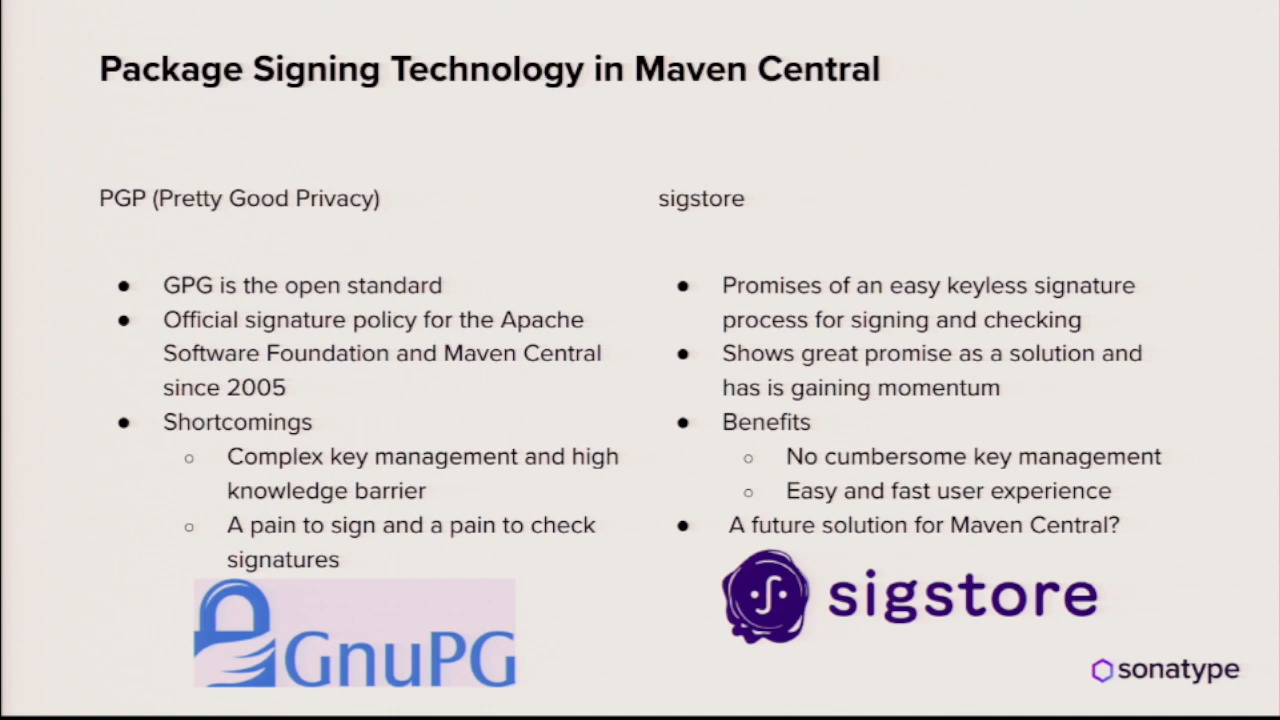 Package Signing Technology in Maven Central
PGP (Pretty Good Privacy)
● GPG is the open standard
● Official signature policy for the Apache
Software Foundation and Maven Central
since 2005
● Shortcomings
○ Complex key management and high
knowledge barrier
○ A pain to sign and a pain to check
signatures
GnuPG
sigstore
● Promises of an easy keyless signature
process for signing and checking
● Shows great promise as a solution and
has is gaining momentum
● Benefits
○ No cumbersome key management
○ Easy and fast user experience
● A future solution for Maven Central?
sigstore
sonatype